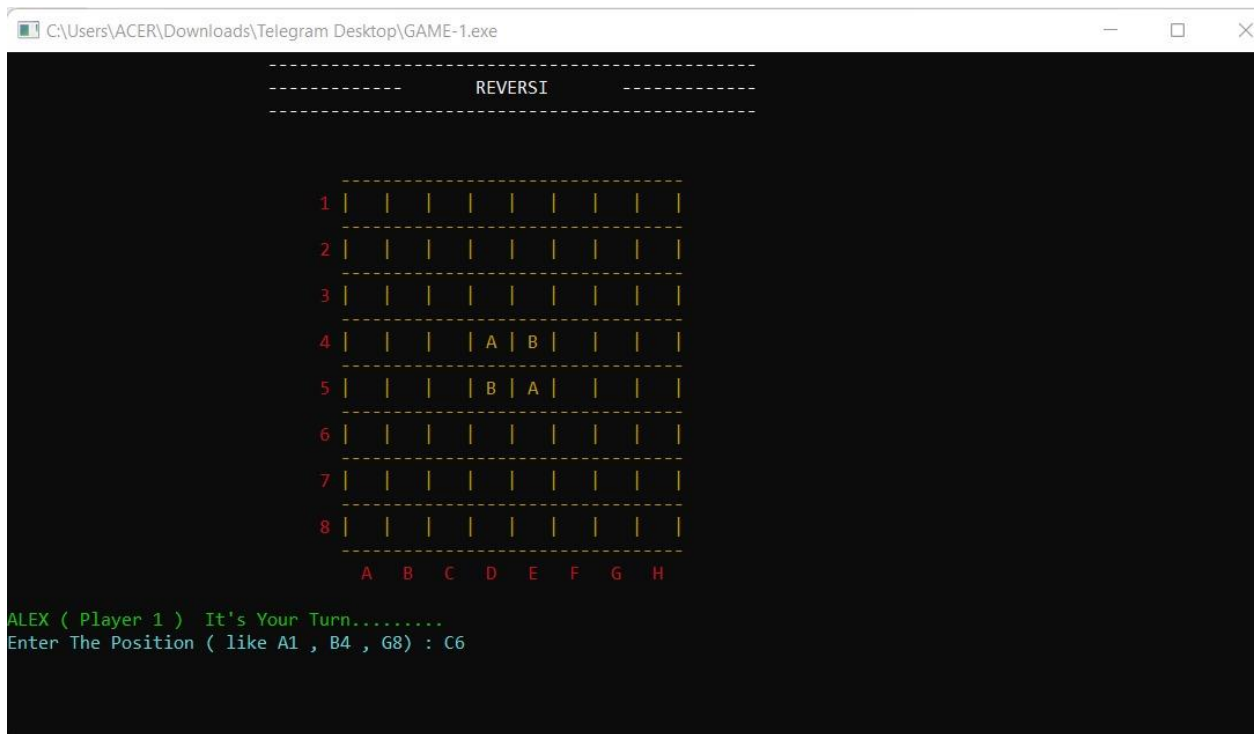 C:\Users\ACER\Downloads\Telegram Desktop\GAME-1.exe
-----------------------------------------------
-------------       REVERSI       -------------
-----------------------------------------------
---------------------------------
1 |   |   |   |   |   |   |   |   |
---------------------------------
2 |   |   |   |   |   |   |   |   |
---------------------------------
3 |   |   |   |   |   |   |   |   |
---------------------------------
4 |   |   |   | A | B |   |   |   |
---------------------------------
5 |   |   |   | B | A |   |   |   |
---------------------------------
6 |   |   |   |   |   |   |   |   |
---------------------------------
7 |   |   |   |   |   |   |   |   |
---------------------------------
8 |   |   |   |   |   |   |   |   |
---------------------------------
A   B   C   D   E   F   G   H
ALEX ( Player 1 )  It's Your Turn.........
Enter The Position ( like A1 , B4 , G8) : C6